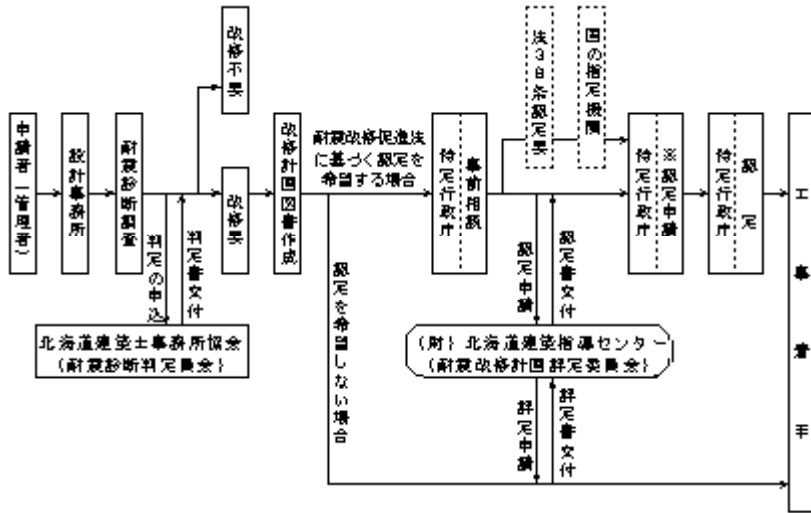 申請者(管理者)
設計事務所
耐震診断調査
改修不要
改修要
判定の申込
判定書交付
北海道建築士事務所協会
(耐震診断判定員会)
改修計画図書作成
耐震改修促進法
に基づく認定を
希望する場合
認定を希望しない場合
特定行政庁
事前相談
法38条認定要
国の指定機関
認定申請
認定書交付
(財)北海道建築指導センター
(耐震改修計画評定委員会)
評定申請
評定書交付
特定行政庁
※認定申請
特定行政庁
認定
工事着手